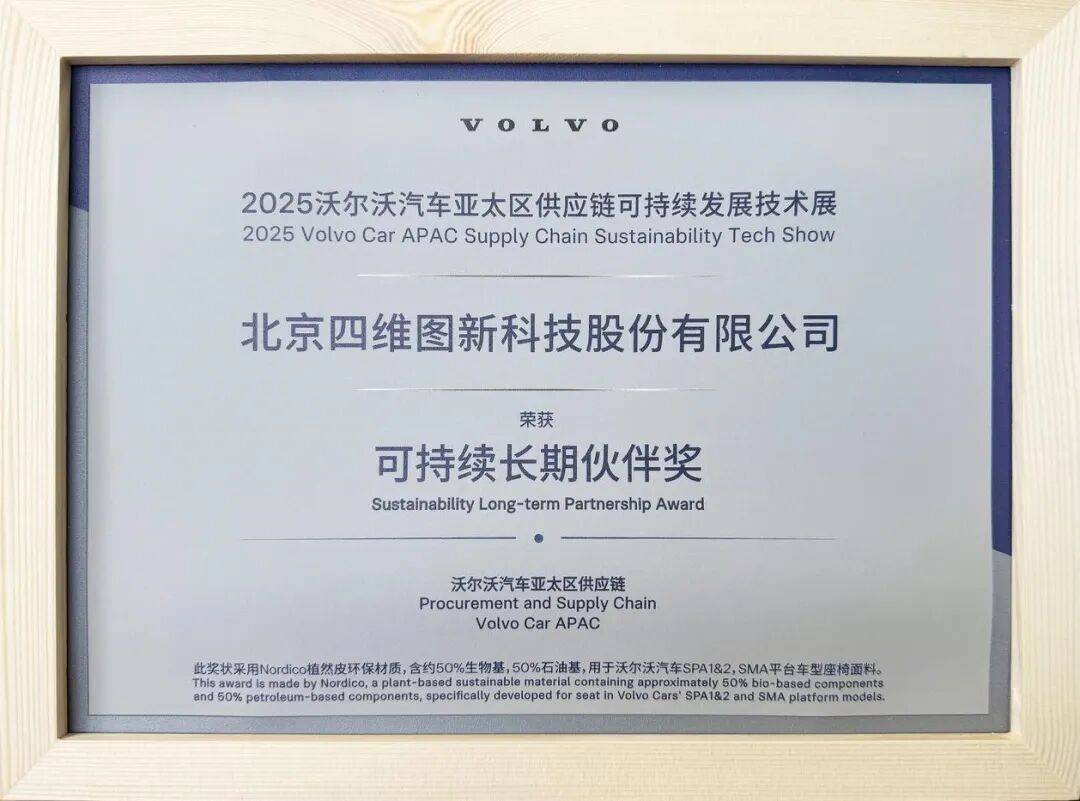 VOLVO
2025沃尔沃汽车亚太区供应链可持续发展技术展
2025 Volvo Car APAC Supply Chain Sustainability Tech Show
北京四维图新科技股份有限公司
荣获
可持续长期伙伴奖
Sustainability Long-term Partnership Award
沃尔沃汽车亚太区供应链
Procurement and Supply Chain
Volvo Car APAC
此奖状采用Nordico植然皮环保材质，含约50%生物基，50%石油基，用于沃尔沃汽车SPA1&2，SMA平台车型座椅面料。
This award is made by Nordico, a plant-based sustainable material containing approximately 50% bio-based components
and 50% petroleum-based components, specifically developed for seat in Volvo Cars' SPA1&2 and SMA platform models.